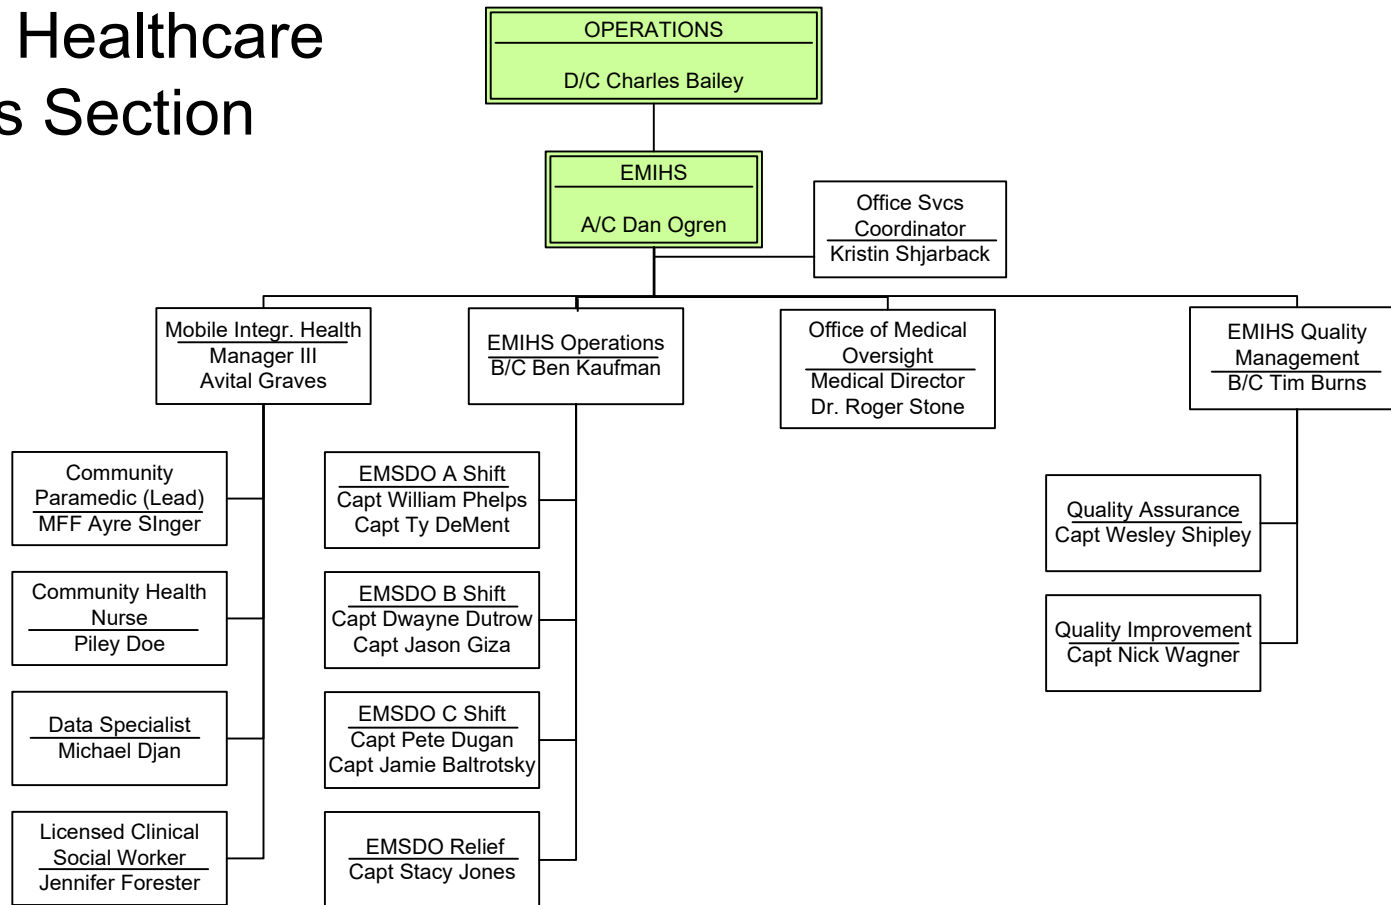 Healthcare
s Section
OPERATIONS
D/C Charles Bailey
EMIHS
A/C Dan Ogren
Office Svcs
Coordinator
Kristin Shjarback
Mobile Integr. Health
Manager III
Avital Graves
EMIHS Operations
B/C Ben Kaufman
Office of Medical
Oversight
Medical Director
Dr. Roger Stone
EMIHS Quality
Management
B/C Tim Burns
Community
Paramedic (Lead)
MFF Ayre SInger
Community Health
Nurse
Piley Doe
Data Specialist
Michael Djan
Licensed Clinical
Social Worker
Jennifer Forester
EMSDO A Shift
Capt William Phelps
Capt Ty DeMent
EMSDO B Shift
Capt Dwayne Dutrow
Capt Jason Giza
EMSDO C Shift
Capt Pete Dugan
Capt Jamie Baltrotsky
EMSDO Relief
Capt Stacy Jones
Quality Assurance
Capt Wesley Shipley
Quality Improvement
Capt Nick Wagner